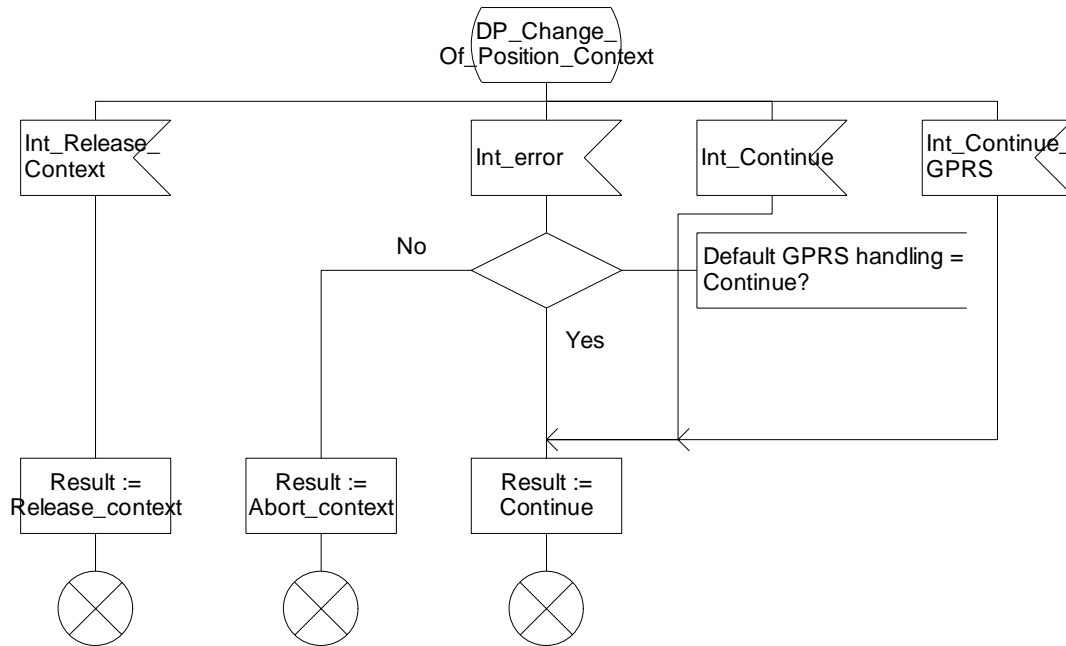 DP_Change_
Of_Position_Context
Int_Release_
Context
Int_error
Int_Continue
Int_Continue_
GPRS
No
Default GPRS handling =
Continue?
Yes
Result :=
Release_context
Result :=
Abort_context
Result :=
Continue